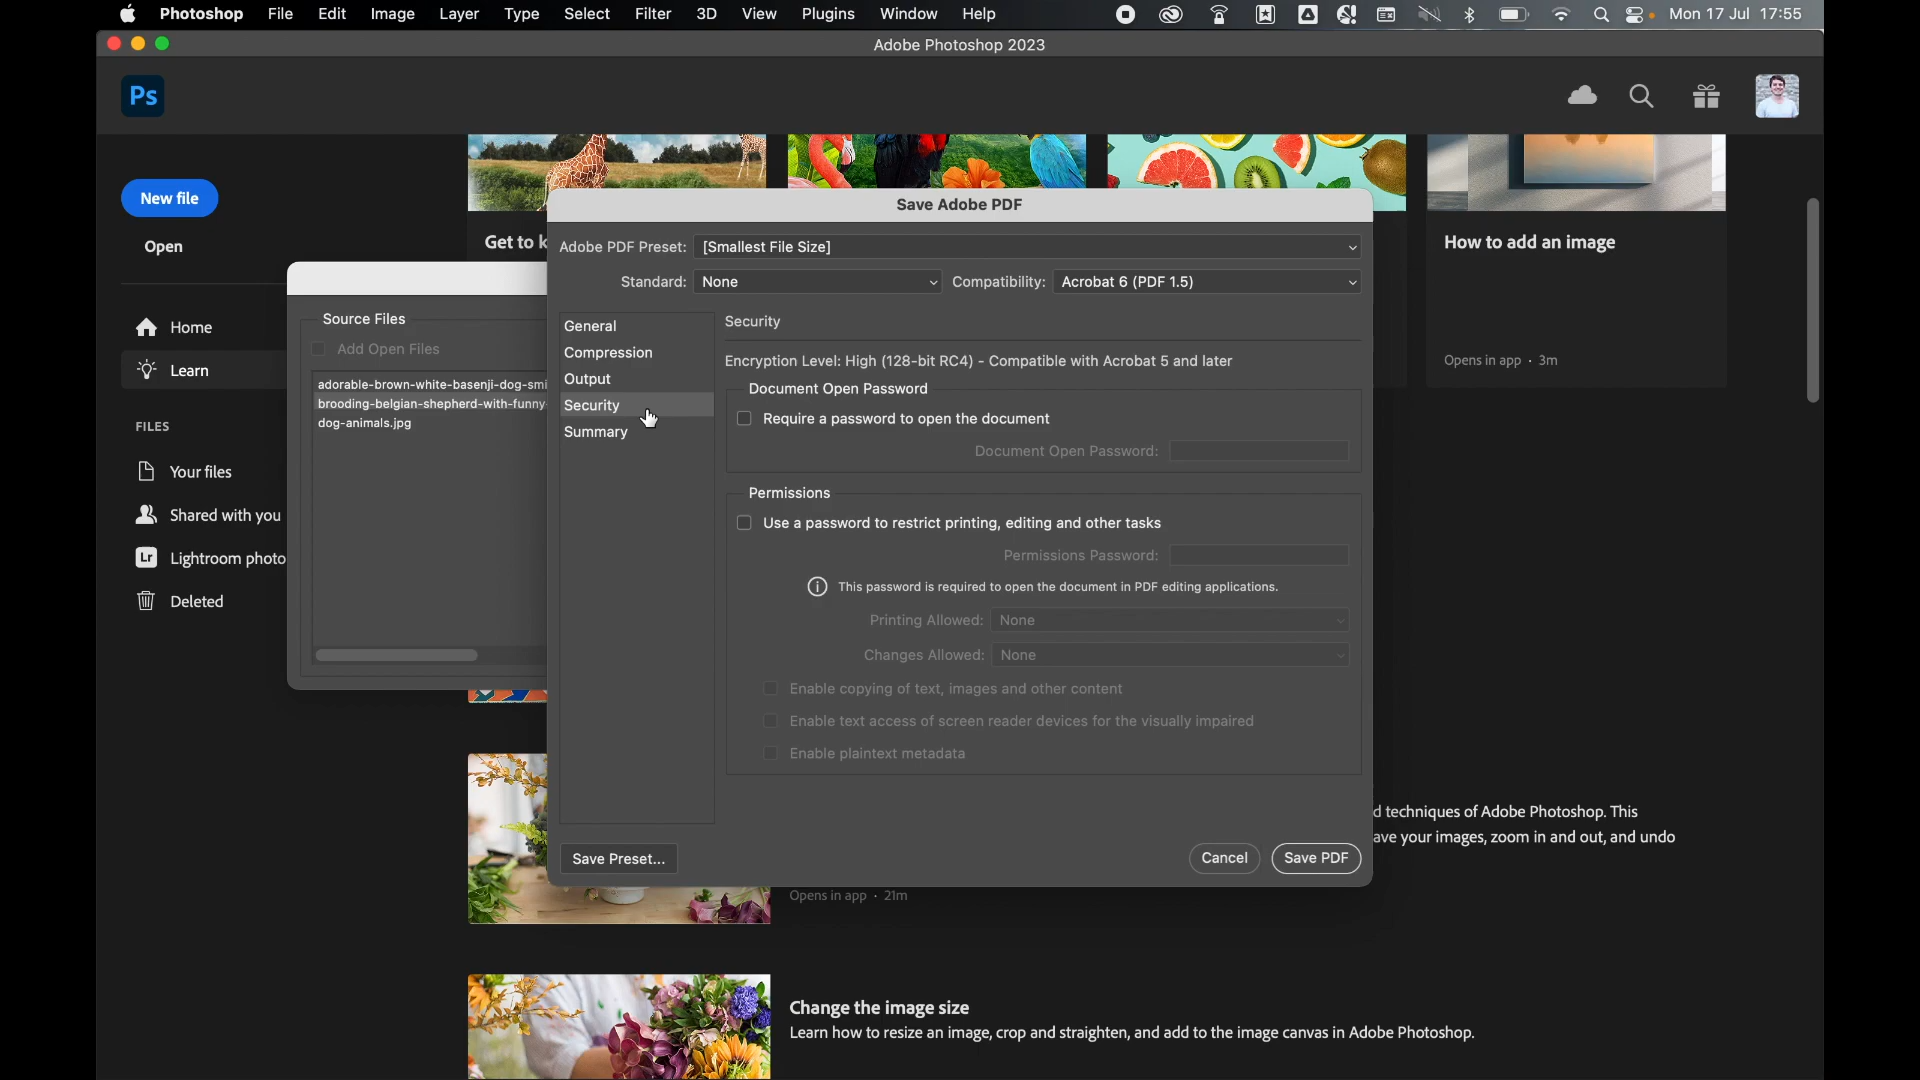 Photoshop File Edit Image Layer Type Select Filter 3D View Plugins Window Help Mon 17 Jul 17:55
Adobe Photoshop 2023
Ps
New file
Open
Home
Learn
FILES
Your files
Shared with you
Lr Lightroom photo
Deleted
Get to k
How to add an image
Opens in app · 3m
Source Files
Add Open Files
adorable-brown-white-basenji-dog-smi
brooding-belgian-shepherd-with-funny-
dog-animals.jpg
Save Adobe PDF
Adobe PDF Preset: [Smallest File Size]
Standard: None Compatibility: Acrobat 6 (PDF 1.5)
General
Compression
Output
Security
Summary
Security
Encryption Level: High (128-bit RC4) - Compatible with Acrobat 5 and later
Document Open Password
Require a password to open the document
Document Open Password:
Permissions
Use a password to restrict printing, editing and other tasks
Permissions Password:
This password is required to open the document in PDF editing applications.
Printing Allowed: None
Changes Allowed: None
Enable copying of text, images and other content
Enable text access of screen reader devices for the visually impaired
Enable plaintext metadata
Save Preset... Cancel Save PDF
d techniques of Adobe Photoshop. This
ave your images, zoom in and out, and undo
Opens in app · 21m
Change the image size
Learn how to resize an image, crop and straighten, and add to the image canvas in Adobe Photoshop.